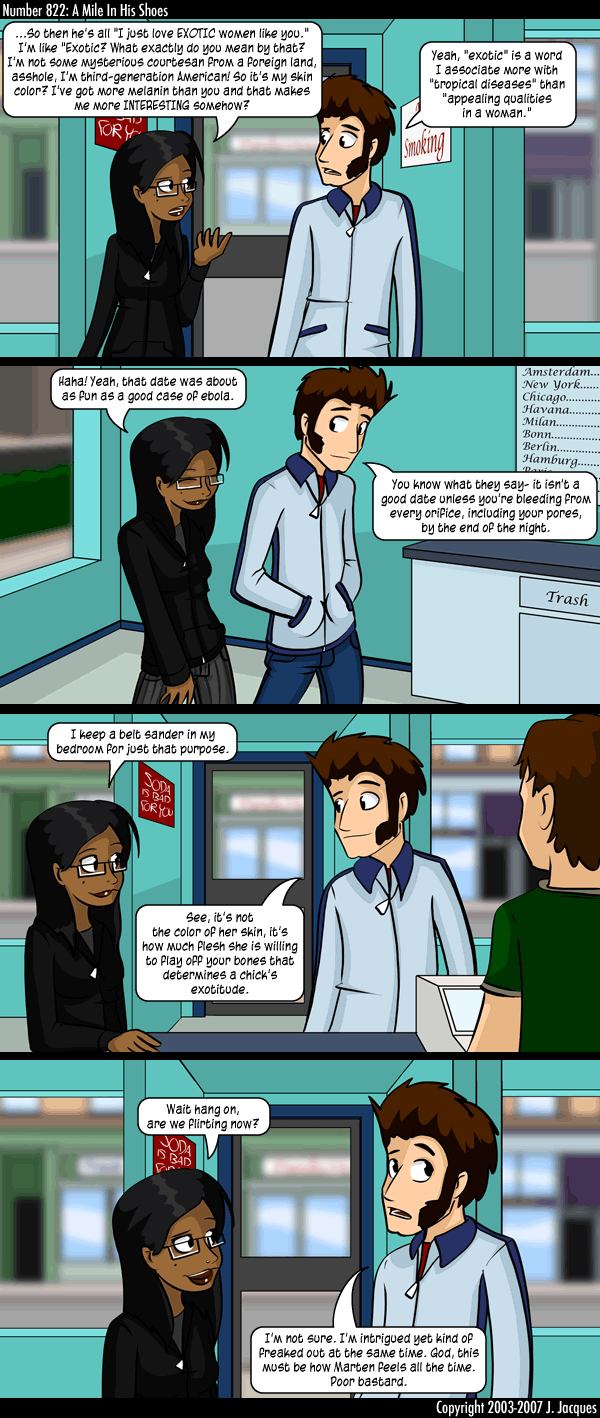 Number 822: A Mile In His Shoes
...So then he's all "I just love EXOTIC women like you."
I'm like "Exotic? What exactly do you mean by that?
I'm not some mysterious courtesan from a foreign land,
asshole, I'm third-generation American! So it's my skin
color? I've got more melanin than you and that makes
me more INTERESTING somehow?
Yeah, "exotic" is a word
I associate more with
"tropical diseases" than
"appealing qualities
in a woman."
FOR YOU
Smoking
Haha! Yeah, that date was about
as fun as a good case of ebola.
Amsterdam...
New York......
Chicago..........
Havana..........
Milan............
Bonn.............
Berlin...........
Hamburg....
You know what they say- it isn't a
good date unless you're bleeding from
every orifice, including your pores,
by the end of the night.
Trash
I keep a belt sander in my
bedroom for just that purpose.
SODA
IS BAD
FOR YOU
See, it's not
the color of her skin, it's
how much flesh she is willing
to flay off your bones that
determines a chick's
exotitude.
Wait hang on,
are we flirting now?
SODA
IS BAD
FOR YOU
I'm not sure. I'm intrigued yet kind of
freaked out at the same time. God, this
must be how Marten feels all the time.
Poor bastard.
Copyright 2003-2007 J. Jacques